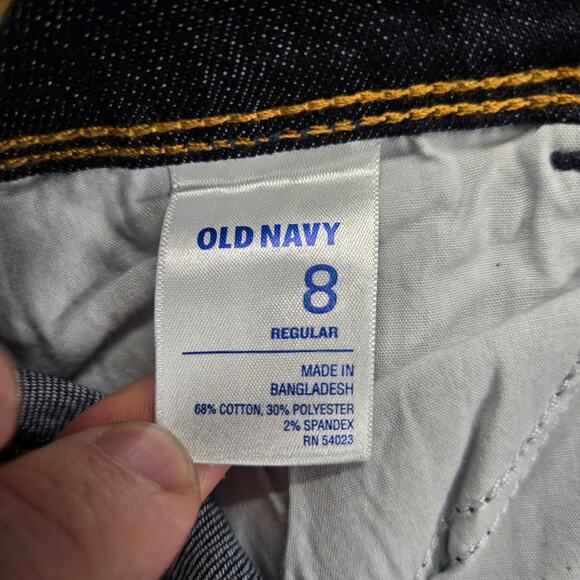 OLD NAVY
8
REGULAR
MADE IN
BANGLADESH
68% COTTON, 30% POLYESTER
2% SPANDEX
RN 54023